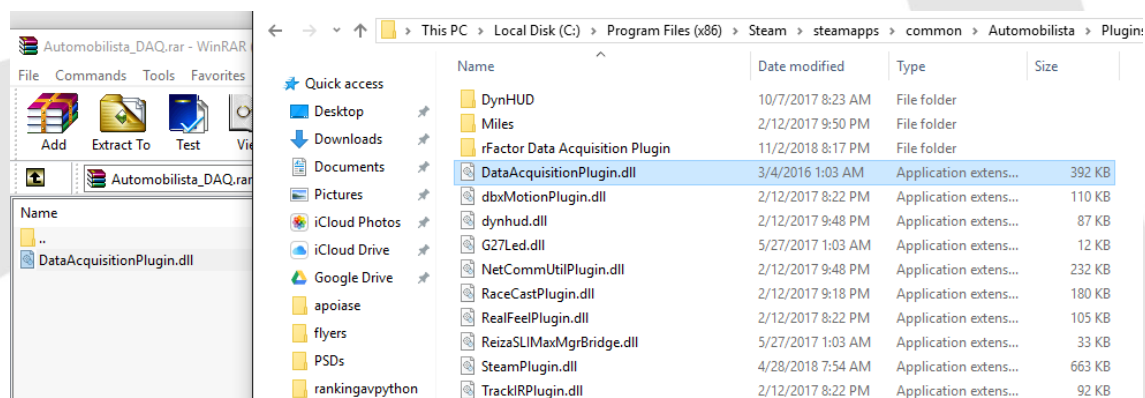 Automobilista_DAQ.rar - WinRAR
File Commands Tools Favorites
Add Extract To Test
Automobilista_DAQ.rar
Name
..
DataAcquisitionPlugin.dll
This PC > Local Disk (C:) > Program Files (x86) > Steam > steamapps > common > Automobilista > Plugins
Name Date modified Type Size
Quick access
Desktop
Downloads
Documents
Pictures
iCloud Photos
iCloud Drive
Google Drive
apoiase
flyers
PSDs
rankingavpython
DynHUD 10/7/2017 8:23 AM File folder
Miles 2/12/2017 9:50 PM File folder
rFactor Data Acquisition Plugin 11/2/2018 8:17 PM File folder
DataAcquisitionPlugin.dll 3/4/2016 1:03 AM Application extens... 392 KB
dbxMotionPlugin.dll 2/12/2017 8:22 PM Application extens... 110 KB
dynhud.dll 2/12/2017 9:48 PM Application extens... 87 KB
G27Led.dll 5/27/2017 1:03 AM Application extens... 12 KB
NetCommUtilPlugin.dll 2/12/2017 9:48 PM Application extens... 232 KB
RaceCastPlugin.dll 2/12/2017 9:18 PM Application extens... 180 KB
RealFeelPlugin.dll 2/12/2017 8:22 PM Application extens... 105 KB
ReizaSLIMaxMgrBridge.dll 5/27/2017 1:03 AM Application extens... 33 KB
SteamPlugin.dll 4/28/2018 7:54 AM Application extens... 663 KB
TrackIRPlugin.dll 2/12/2017 8:22 PM Application extens... 92 KB